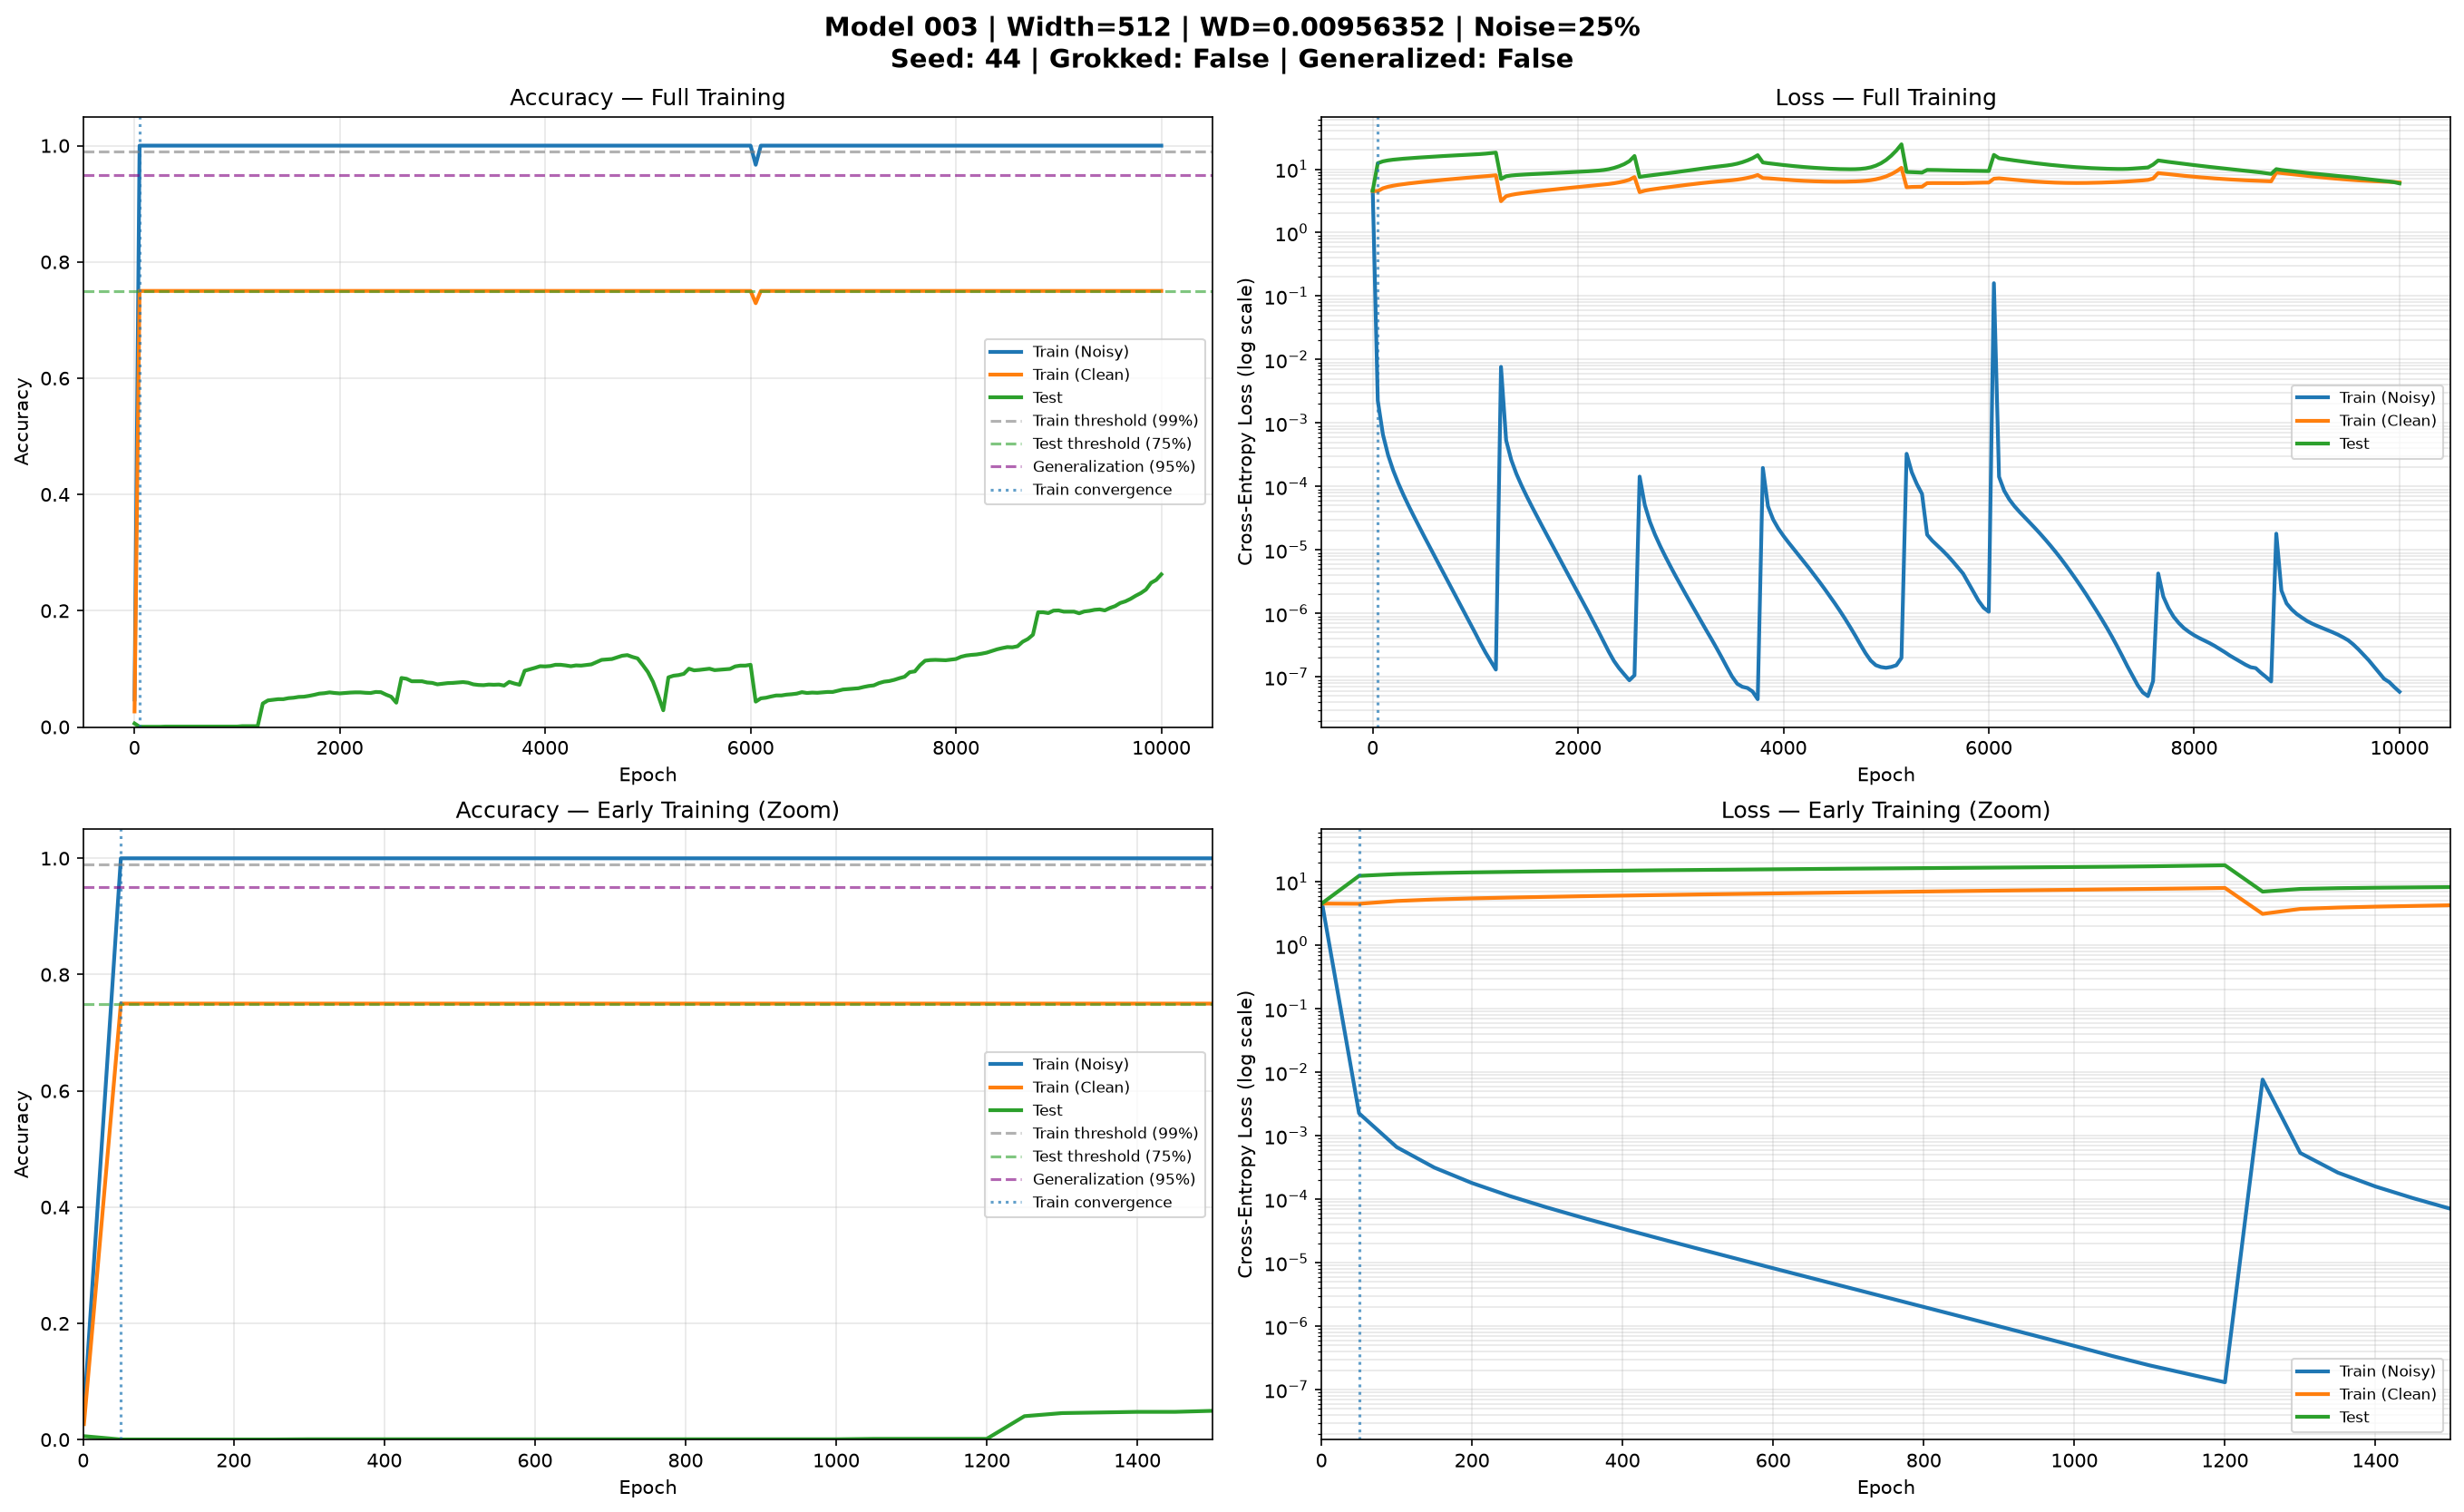 Model 003 | Width=512 | WD=0.00956352 | Noise=25%
Seed: 44 | Grokked: False | Generalized: False
Accuracy — Full Training
Accuracy
1.0
0.8
0.6
0.4
0.2
0.0
0 2000 4000 6000 8000 10000
Epoch
Train (Noisy)
Train (Clean)
Test
Train threshold (99%)
Test threshold (75%)
Generalization (95%)
Train convergence
Loss — Full Training
Cross-Entropy Loss (log scale)
10¹
10⁰
10⁻¹
10⁻²
10⁻³
10⁻⁴
10⁻⁵
10⁻⁶
10⁻⁷
0 2000 4000 6000 8000 10000
Epoch
Train (Noisy)
Train (Clean)
Test
Accuracy — Early Training (Zoom)
Accuracy
1.0
0.8
0.6
0.4
0.2
0.0
0 200 400 600 800 1000 1200 1400
Epoch
Train (Noisy)
Train (Clean)
Test
Train threshold (99%)
Test threshold (75%)
Generalization (95%)
Train convergence
Loss — Early Training (Zoom)
Cross-Entropy Loss (log scale)
10¹
10⁰
10⁻¹
10⁻²
10⁻³
10⁻⁴
10⁻⁵
10⁻⁶
10⁻⁷
0 200 400 600 800 1000 1200 1400
Epoch
Train (Noisy)
Train (Clean)
Test